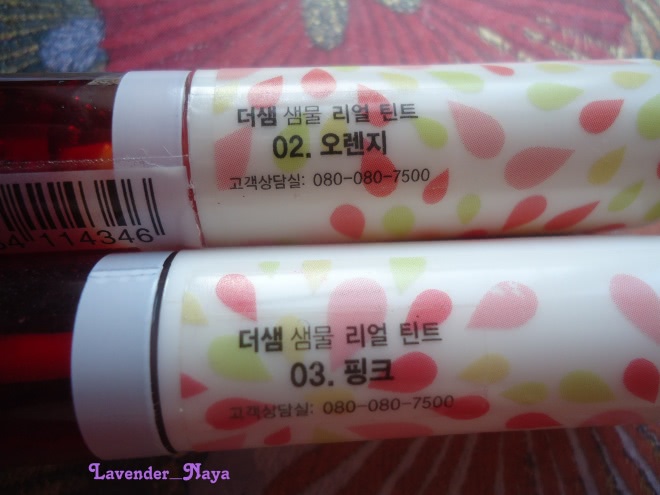 더샘 샘물 리얼 틴트
02. 오렌지
고객상담실: 080-080-7500
114346
더샘 샘물 리얼 틴트
03. 핑크
고객상담실: 080-080-7500
Lavender_Naya